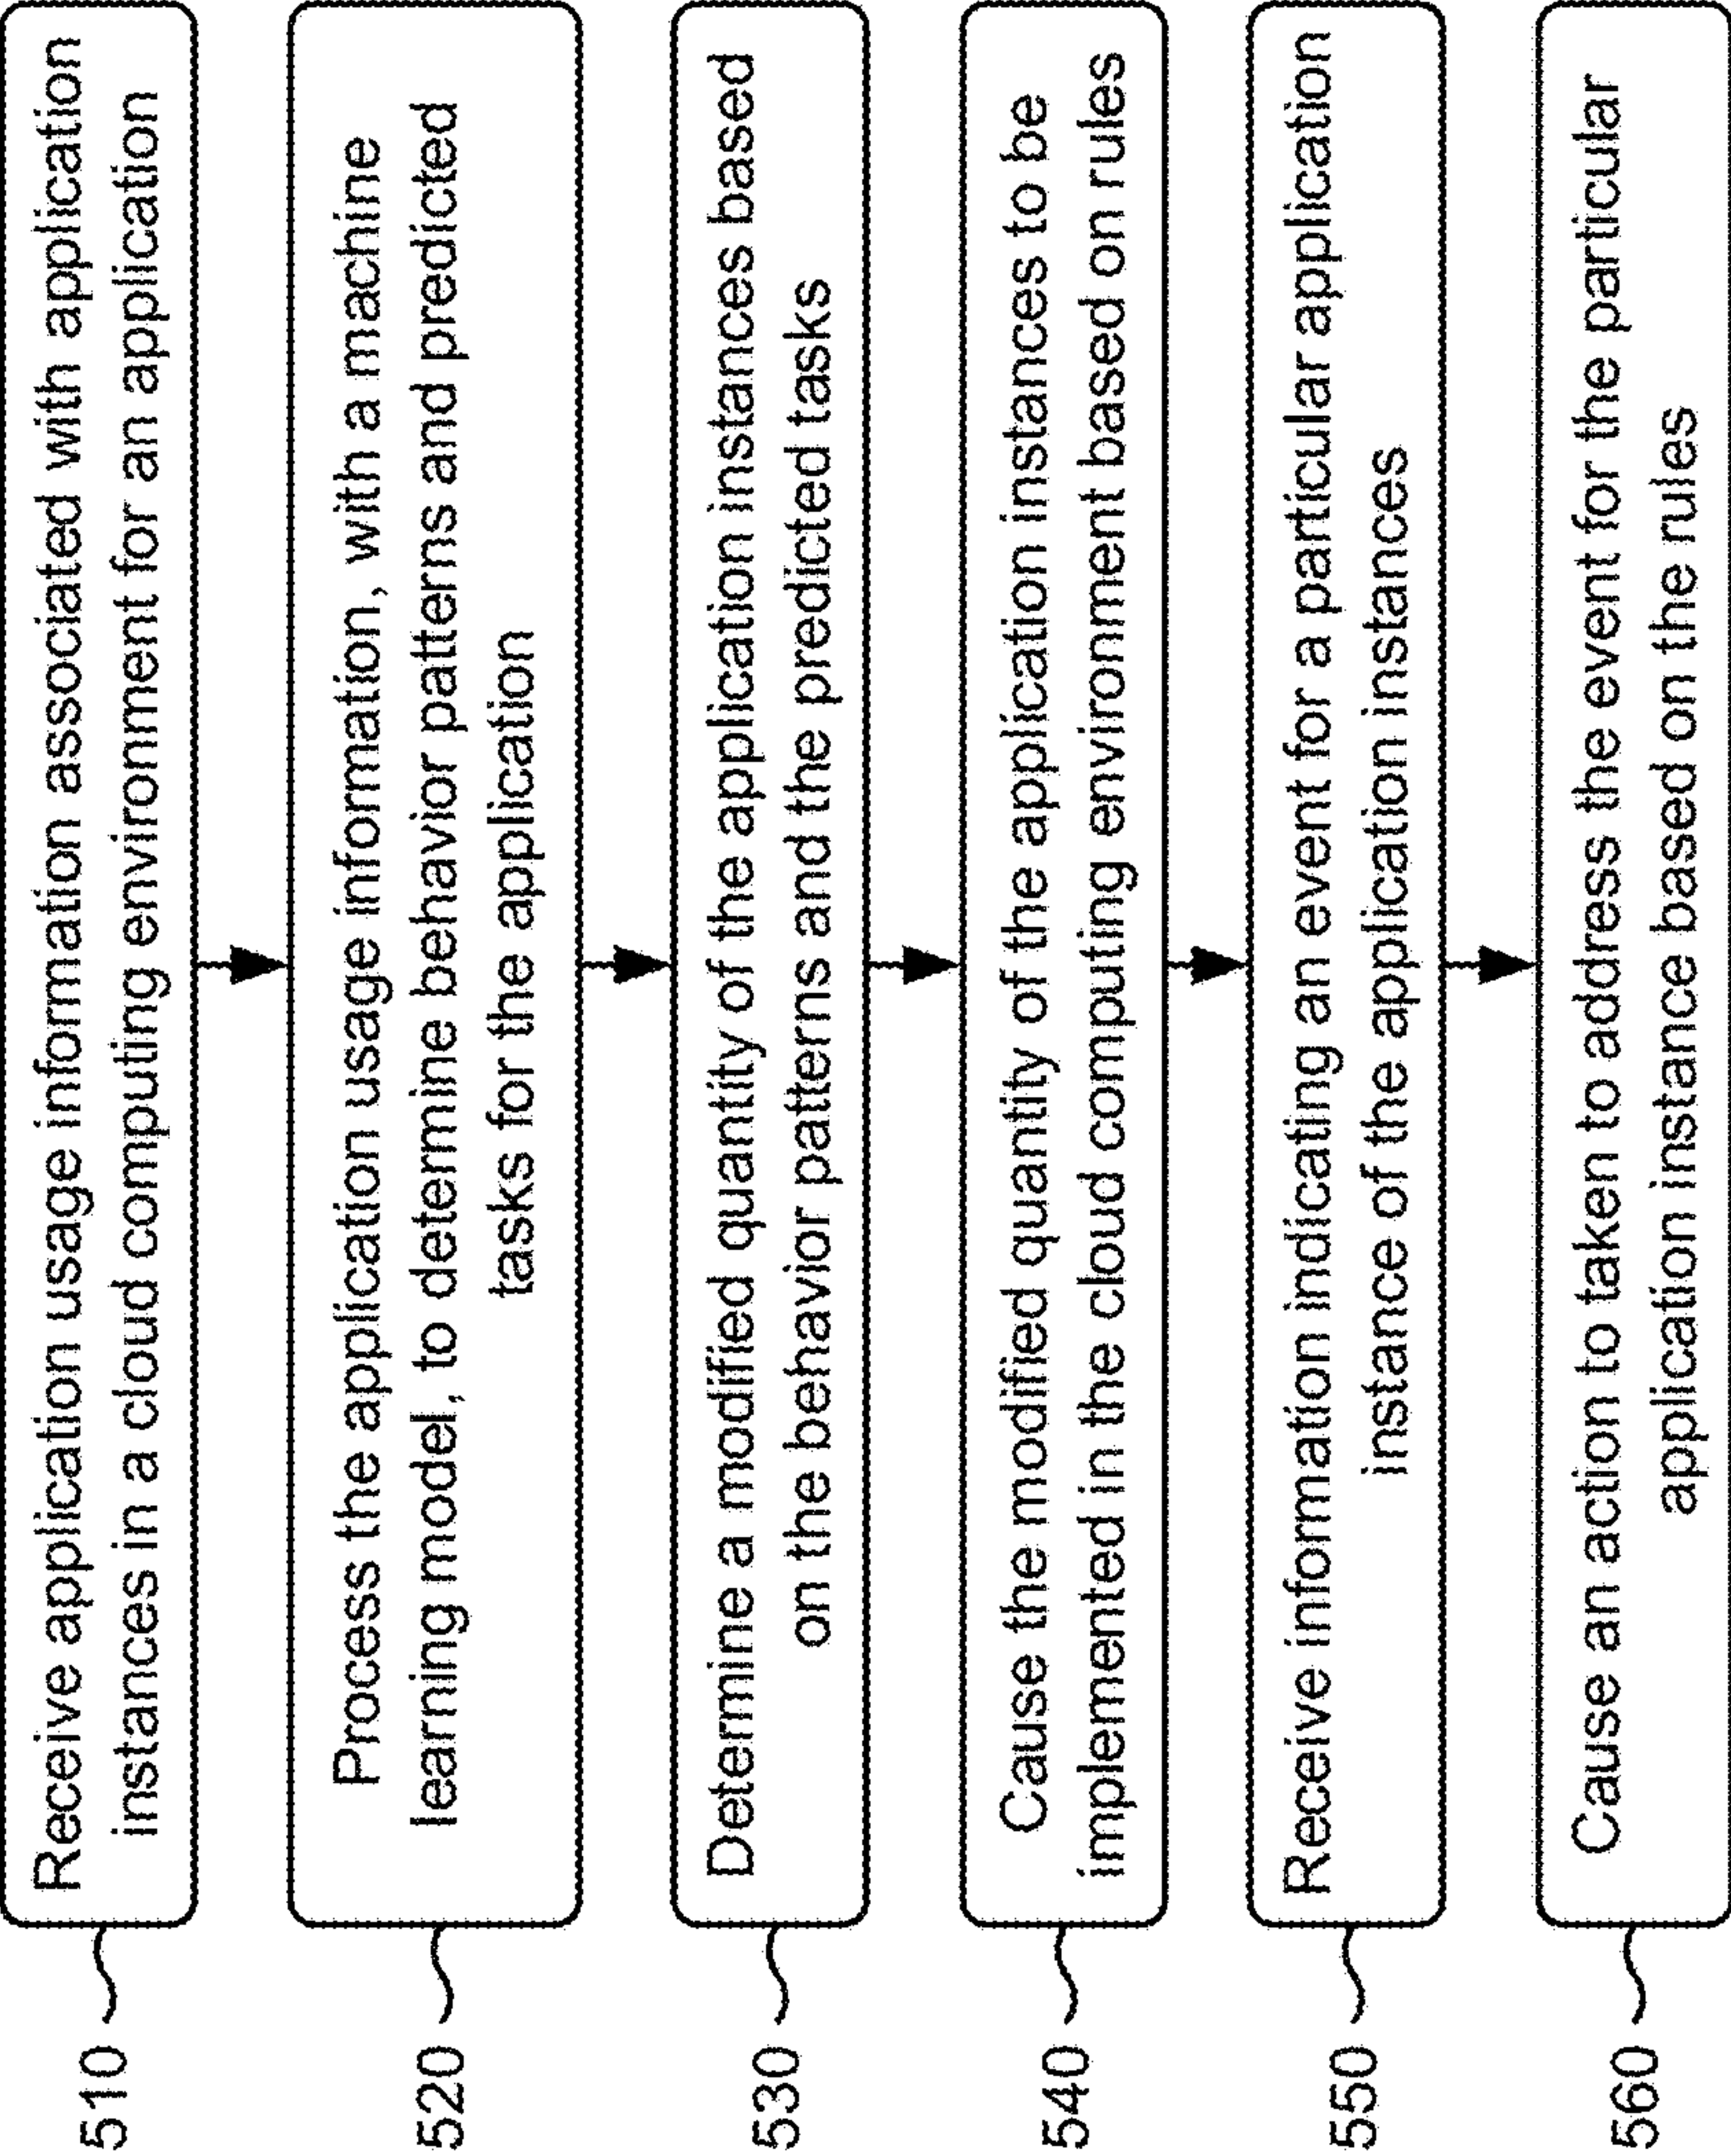 510
Receive application usage information associated with application
instances in a cloud computing environment for an application
520
Process the application usage information, with a machine
learning model, to determine behavior patterns and predicted
tasks for the application
530
Determine a modified quantity of the application instances based
on the behavior patterns and the predicted tasks
540
Cause the modified quantity of the application instances to be
implemented in the cloud computing environment based on rules
550
Receive information indicating an event for a particular application
instance of the application instances
560
Cause an action to taken to address the event for the particular
application instance based on the rules